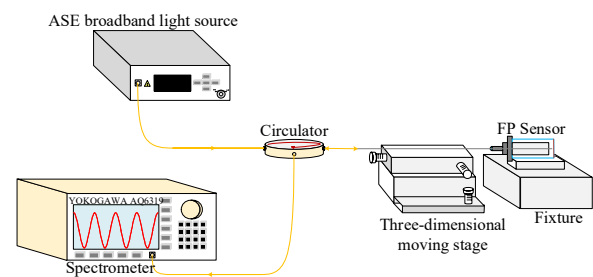 ASE broadband light source
Circulator
FP Sensor
YOKOGAWA AQ6319
Three-dimensional
moving stage
Fixture
Spectrometer